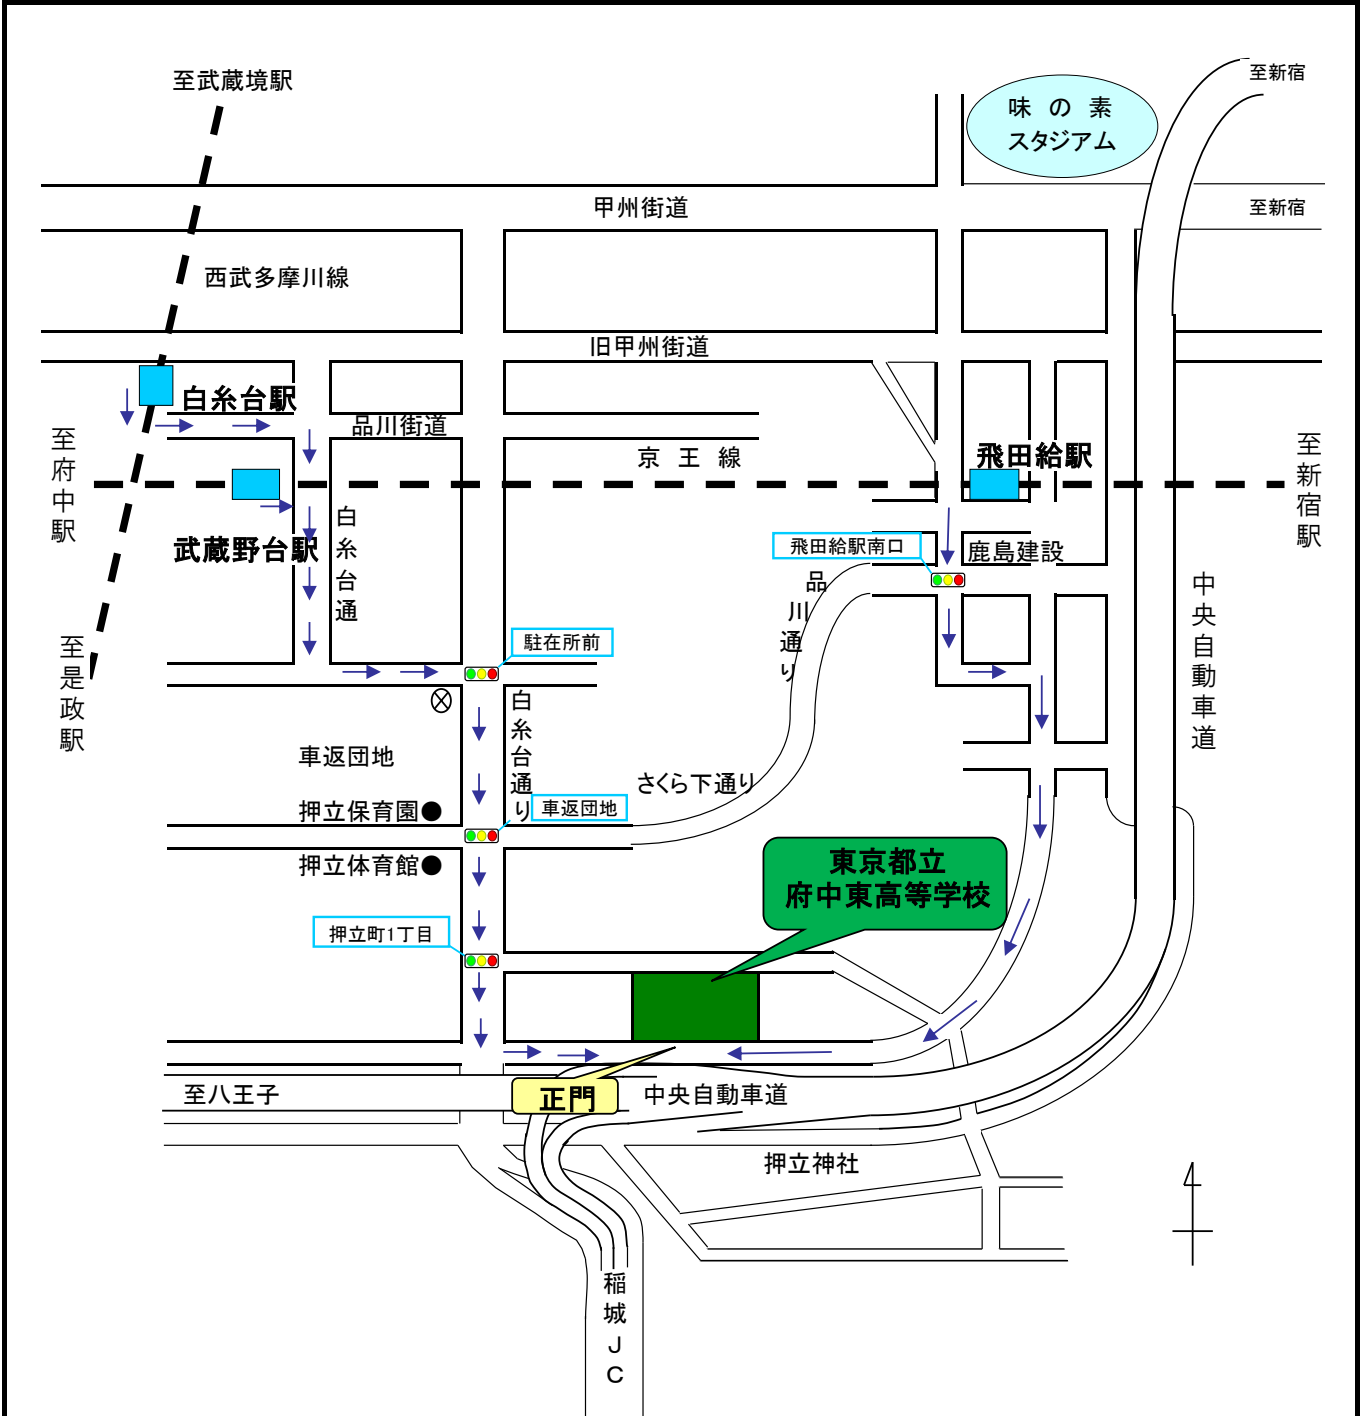 至武蔵境駅
至新宿
味の素
スタジアム
甲州街道
至新宿
西武多摩川線
旧甲州街道
白糸台駅
品川街道
至府中駅
京王線
飛田給駅
至新宿駅
白糸台通
武蔵野台駅
飛田給駅南口
鹿島建設
品川通り
中央自動車道
至是政駅
駐在所前
白糸台通り
車返団地
さくら下通り
押立保育園●
車返団地
押立体育館●
東京都立
府中東高等学校
押立町1丁目
至八王子
正門
中央自動車道
押立神社
稲城JC